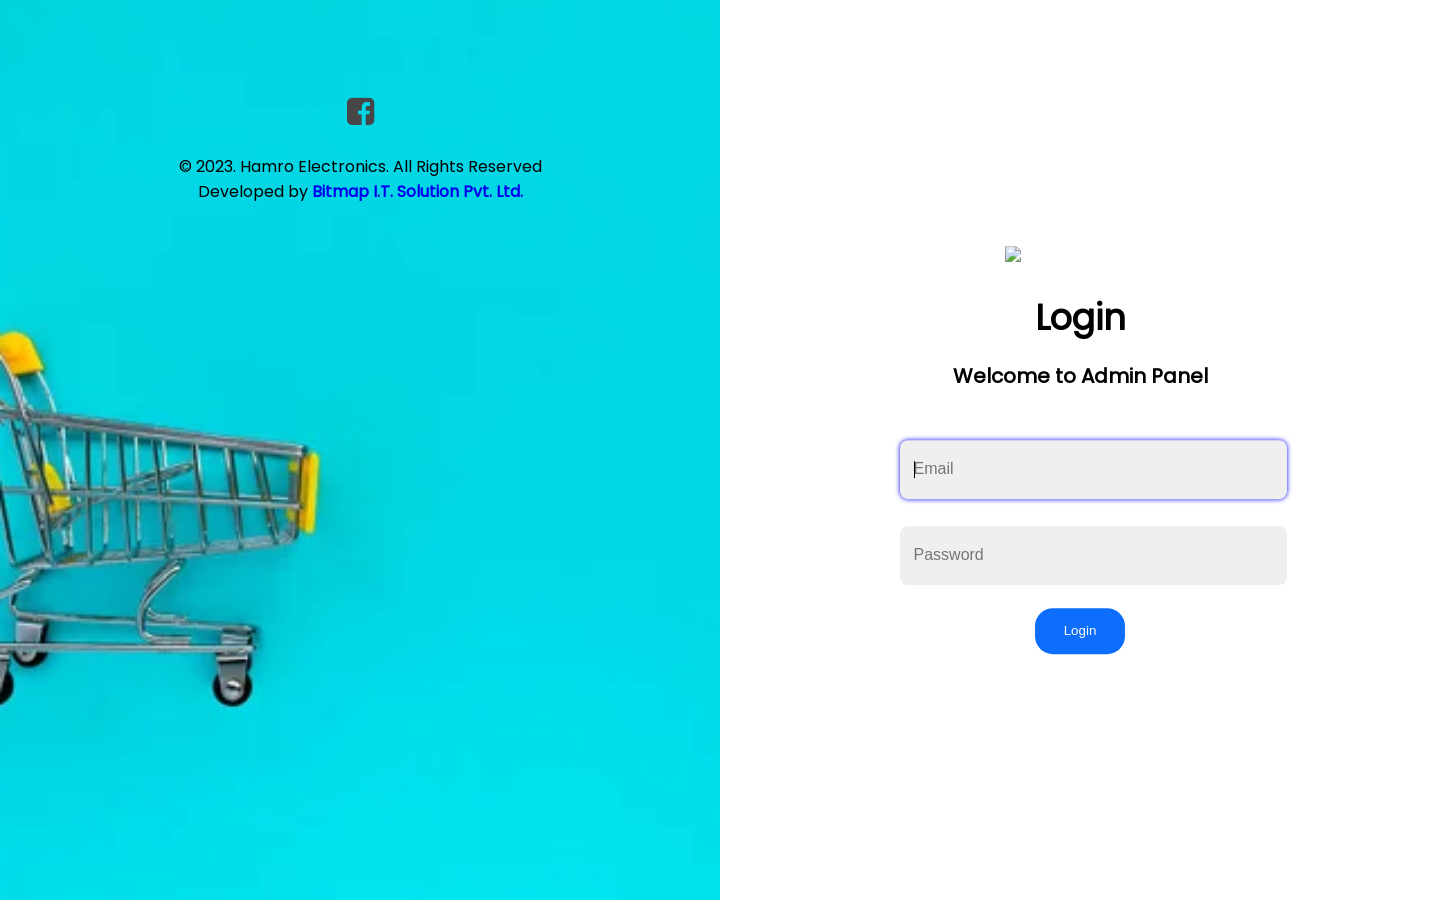 © 2023. Hamro Electronics. All Rights Reserved
Developed by Bitmap I.T. Solution Pvt. Ltd.
Login
Welcome to Admin Panel
Email
Password
Login